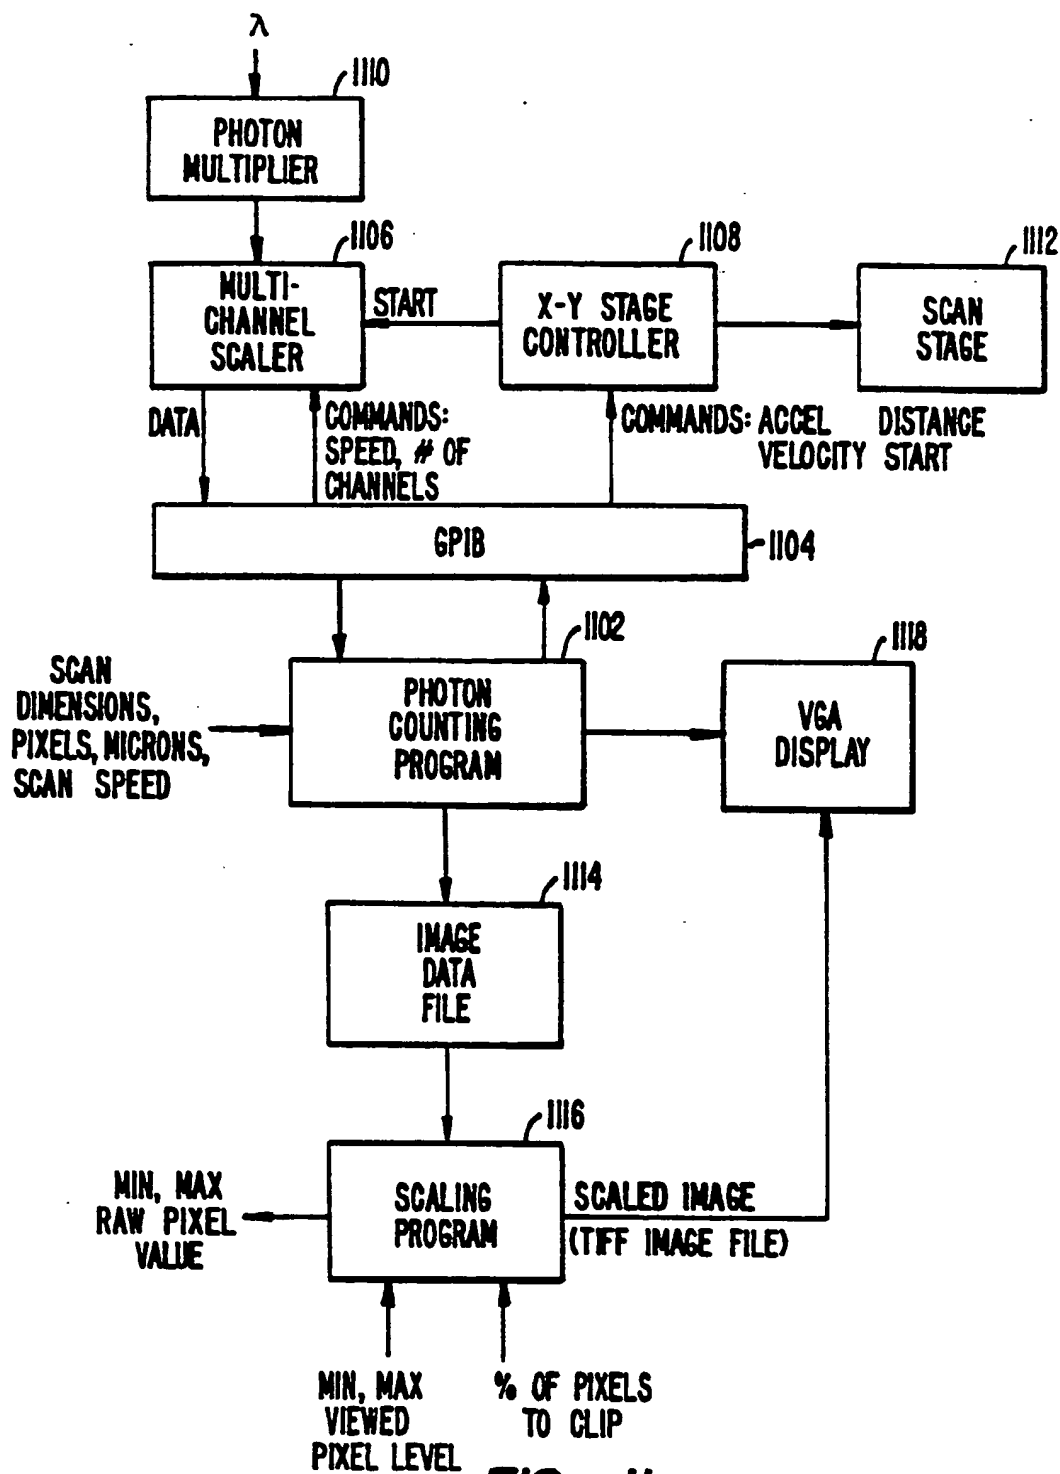 λ
1110
PHOTON
MULTIPLIER
1106
MULTI-
CHANNEL
SCALER
START
1108
X-Y STAGE
CONTROLLER
1112
SCAN
STAGE
DATA
COMMANDS:
SPEED, # OF
CHANNELS
COMMANDS: ACCEL DISTANCE
VELOCITY START
GPIB
1104
1102
SCAN
DIMENSIONS,
PIXELS, MICRONS,
SCAN SPEED
PHOTON
COUNTING
PROGRAM
1118
VGA
DISPLAY
1114
IMAGE
DATA
FILE
1116
SCALING
PROGRAM
MIN, MAX
RAW PIXEL
VALUE
SCALED IMAGE
(TIFF IMAGE FILE)
MIN, MAX
VIEWED
PIXEL LEVEL
% OF PIXELS
TO CLIP